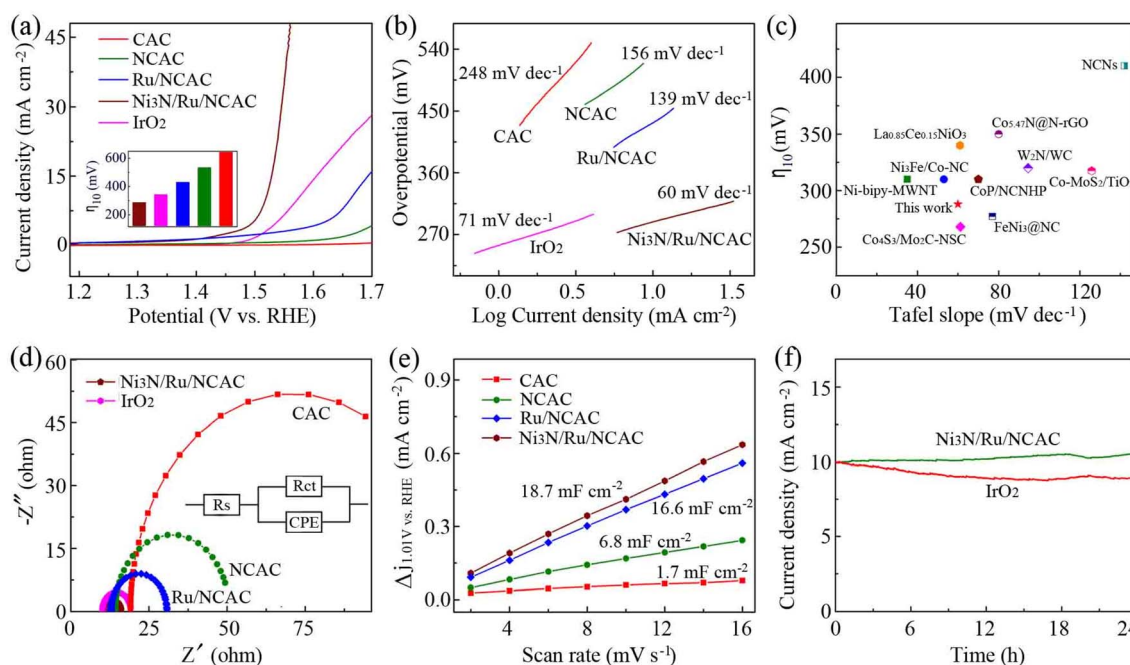 (a)
Current density (mA cm⁻²)
45
30
15
0
CAC
NCAC
Ru/NCAC
Ni₃N/Ru/NCAC
IrO₂
η₁₀ (mV)
600
400
200
1.2
1.3
1.4
1.5
1.6
1.7
Potential (V vs. RHE)
(b)
Overpotential (mV)
540
450
360
270
248 mV dec⁻¹
CAC
156 mV dec⁻¹
NCAC
139 mV dec⁻¹
Ru/NCAC
60 mV dec⁻¹
Ni₃N/Ru/NCAC
71 mV dec⁻¹
IrO₂
0.0
0.5
1.0
1.5
2.0
Log Current density (mA cm⁻²)
(c)
η₁₀ (mV)
400
350
300
250
NCNs
Co₅.₄₇N@N-rGO
La₀.₈₅Ce₀.₁₅NiO₃
W₂N/WC
Ni₃Fe/Co-NC
Ni-bipy-MWNT
CoP/NCNHP
Co-MoS₂/TiO
This work
FeNi₃@NC
Co₄S₃/Mo₂C-NSC
0
40
80
120
Tafel slope (mV dec⁻¹)
(d)
-Z″ (ohm)
60
45
30
15
0
Ni₃N/Ru/NCAC
IrO₂
CAC
Rs
Rct
CPE
NCAC
Ru/NCAC
0
25
50
75
Z′ (ohm)
(e)
Δj₁.₀₁ V vs. RHE (mA cm⁻²)
0.9
0.6
0.3
0.0
CAC
NCAC
Ru/NCAC
Ni₃N/Ru/NCAC
18.7 mF cm⁻²
16.6 mF cm⁻²
6.8 mF cm⁻²
1.7 mF cm⁻²
4
8
12
16
Scan rate (mV s⁻¹)
(f)
Current density (mA cm⁻²)
15
10
5
0
Ni₃N/Ru/NCAC
IrO₂
0
6
12
18
24
Time (h)